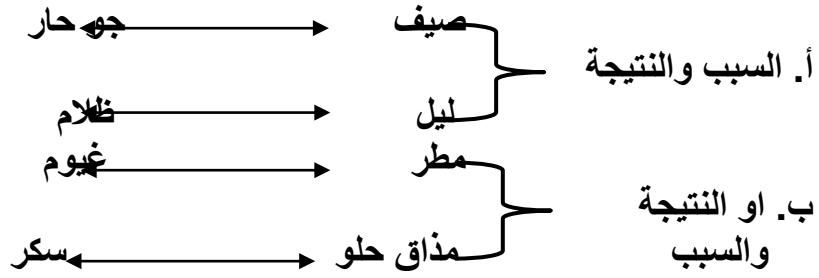 صيف جو حار
أ. السبب والنتيجة
ليل ظلام
مطر غيوم
ب. او النتيجة
والسبب
مذاق حلو سكر